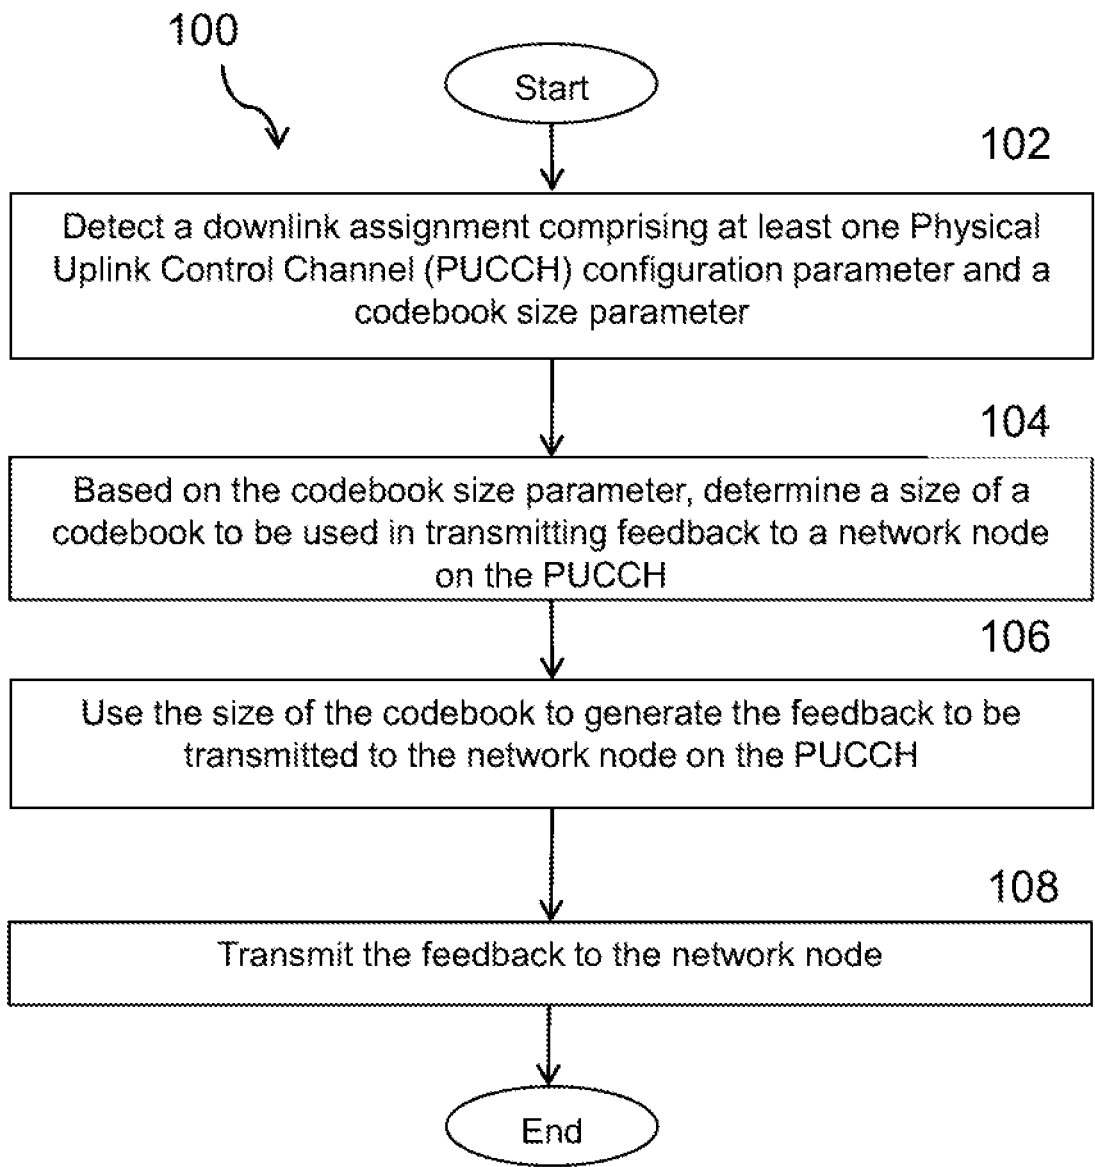 100
Start
102
Detect a downlink assignment comprising at least one Physical
Uplink Control Channel (PUCCH) configuration parameter and a
codebook size parameter
104
Based on the codebook size parameter, determine a size of a
codebook to be used in transmitting feedback to a network node
on the PUCCH
106
Use the size of the codebook to generate the feedback to be
transmitted to the network node on the PUCCH
108
Transmit the feedback to the network node
End